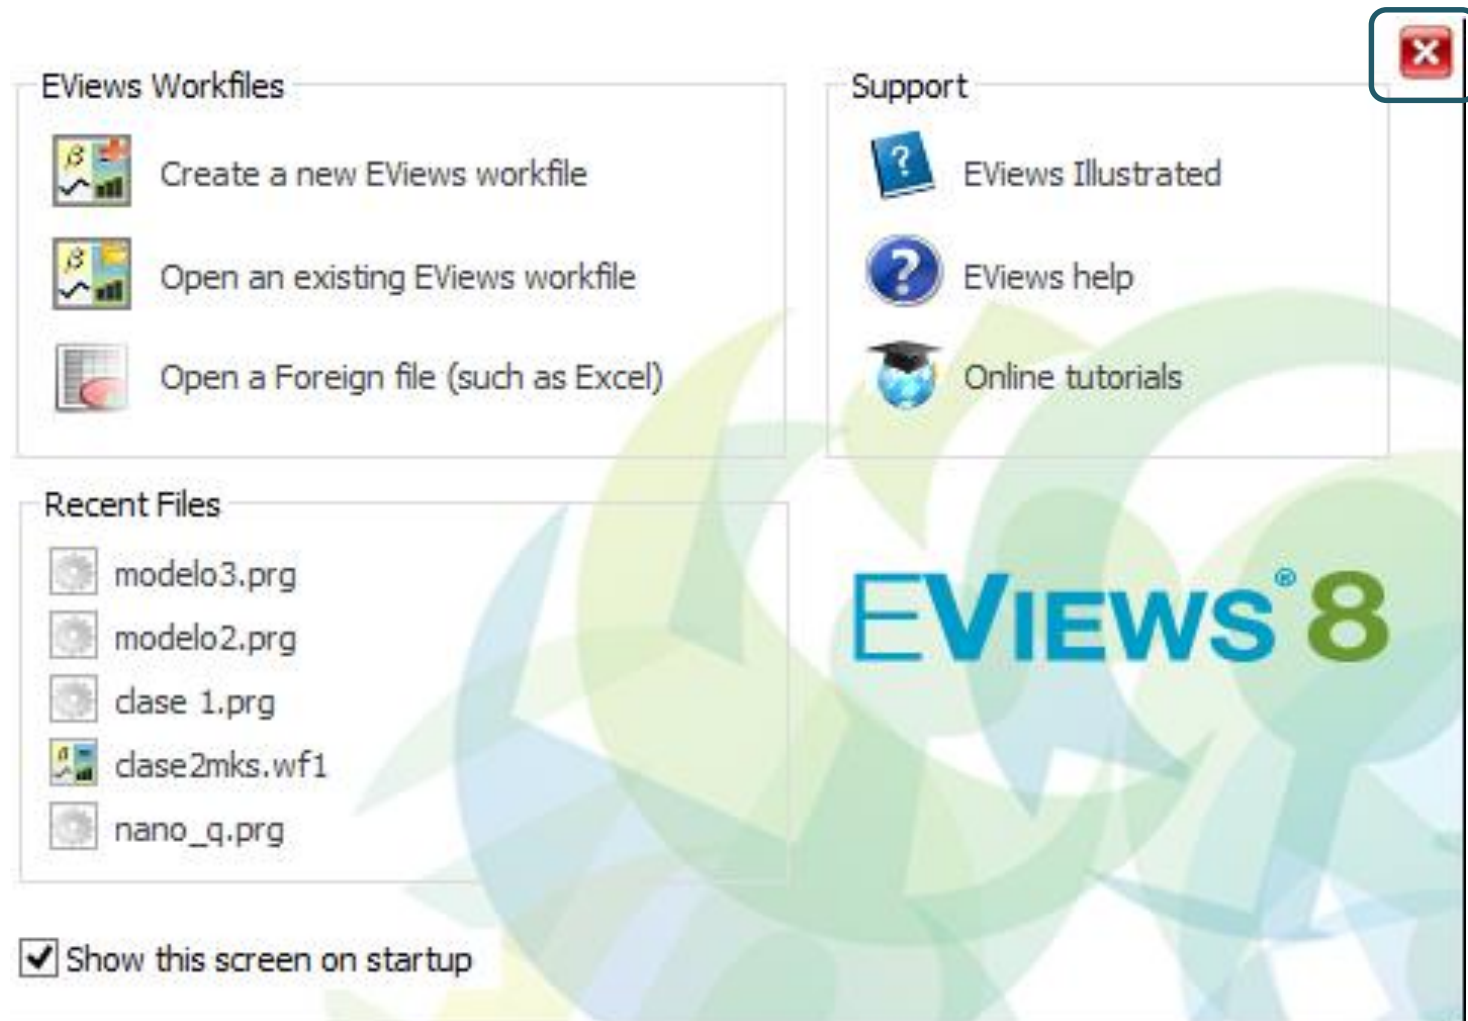 EViews Workfiles
Create a new EViews workfile
Open an existing EViews workfile
Open a Foreign file (such as Excel)
Support
EViews Illustrated
EViews help
Online tutorials
Recent Files
modelo3.prg
modelo2.prg
clase 1.prg
clase2mks.wf1
nano_q.prg
EVIEWS® 8
Show this screen on startup